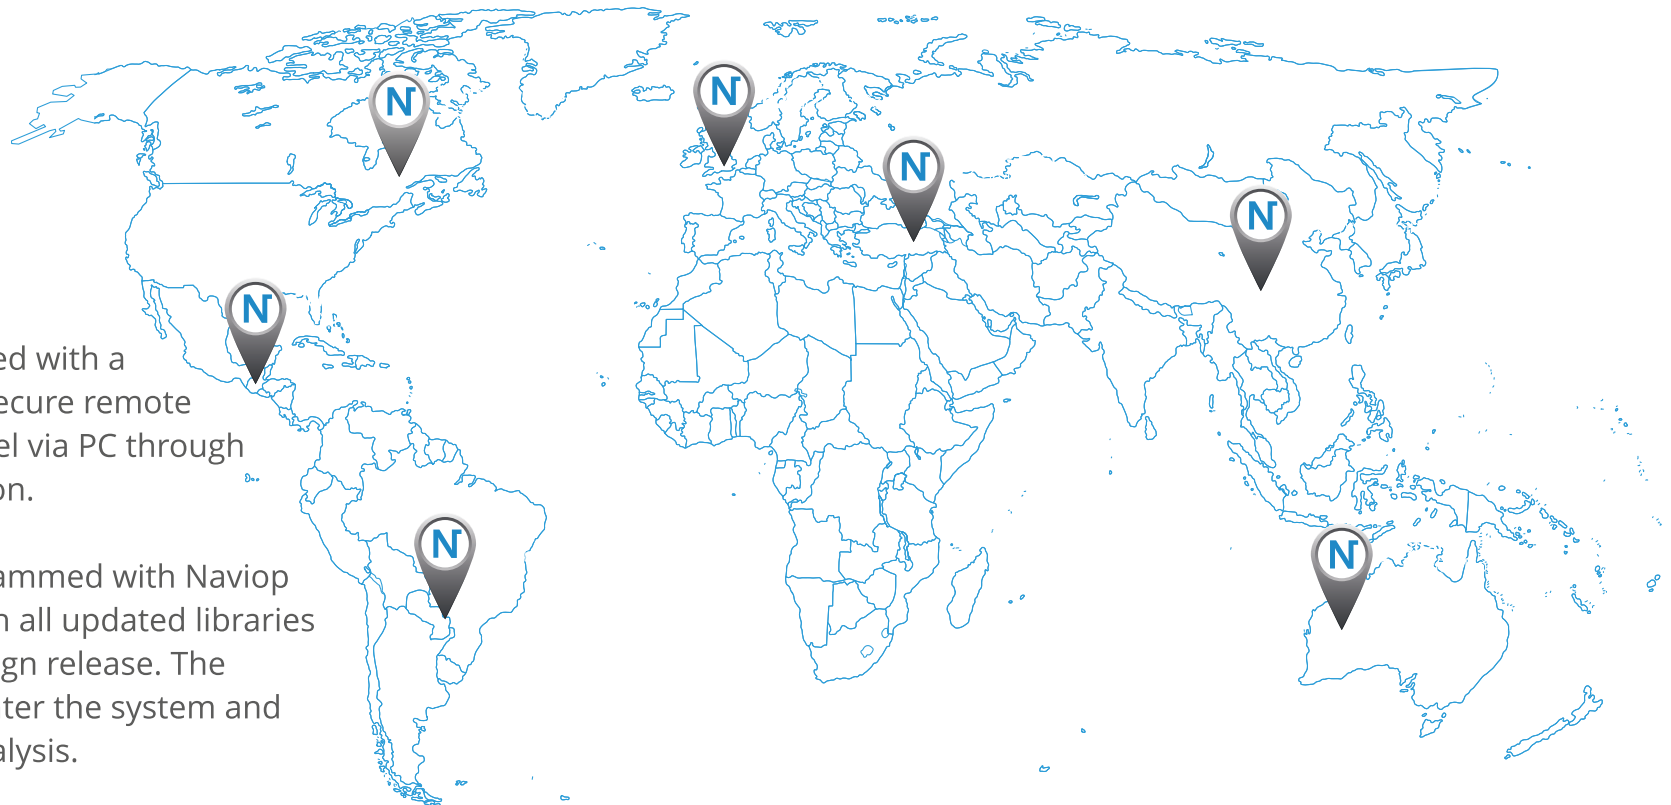 ed with a
ecure remote
el via PC through
on.
ammed with Naviop
n all updated libraries
gn release. The
ter the system and
alysis.
N
N
N
N
N
N
N